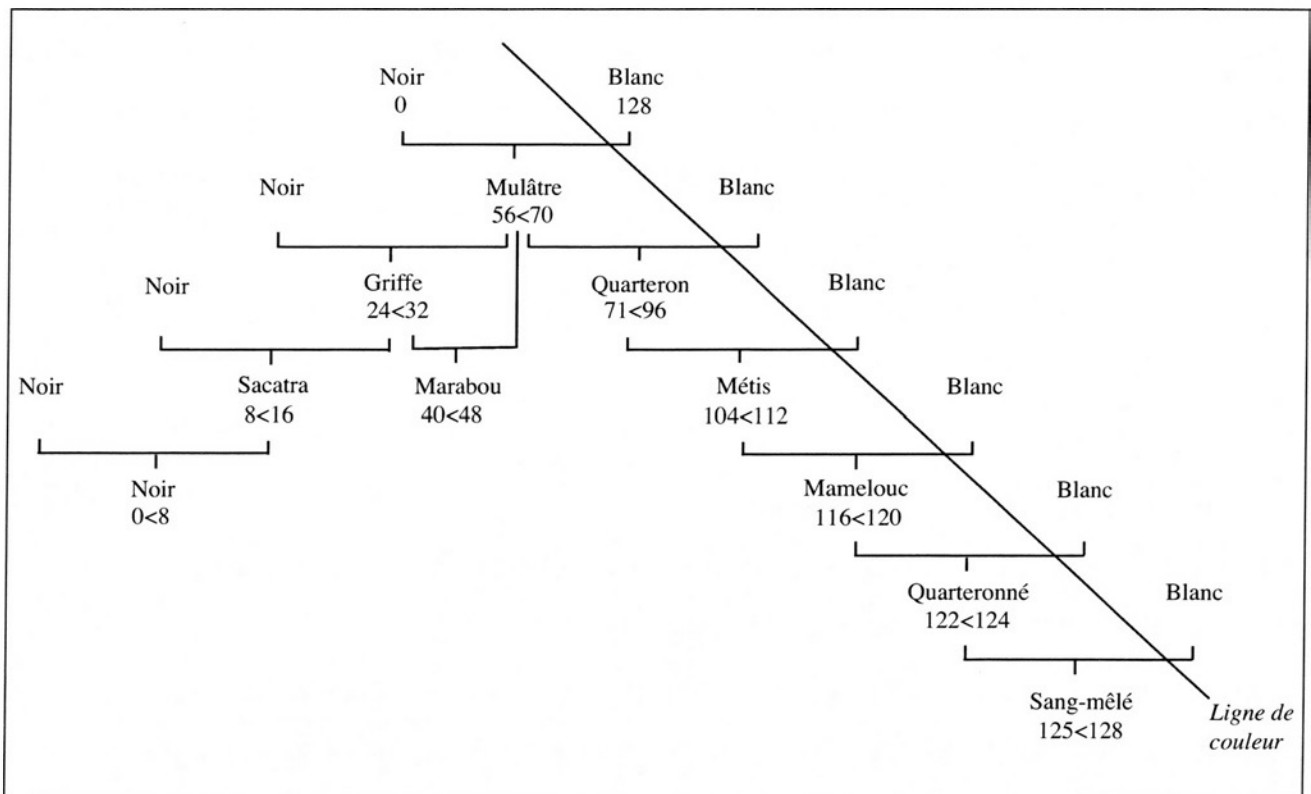 Noir Blanc
0 128
Noir Mulâtre Blanc
56<70
Noir Griffe Quarteron Blanc
24<32 71<96
Noir Sacatra Marabou Métis Blanc
8<16 40<48 104<112
Noir Mamelouc Blanc
0<8 116<120
Quarteronné Blanc
122<124
Sang-mêlé Ligne de
125<128 couleur